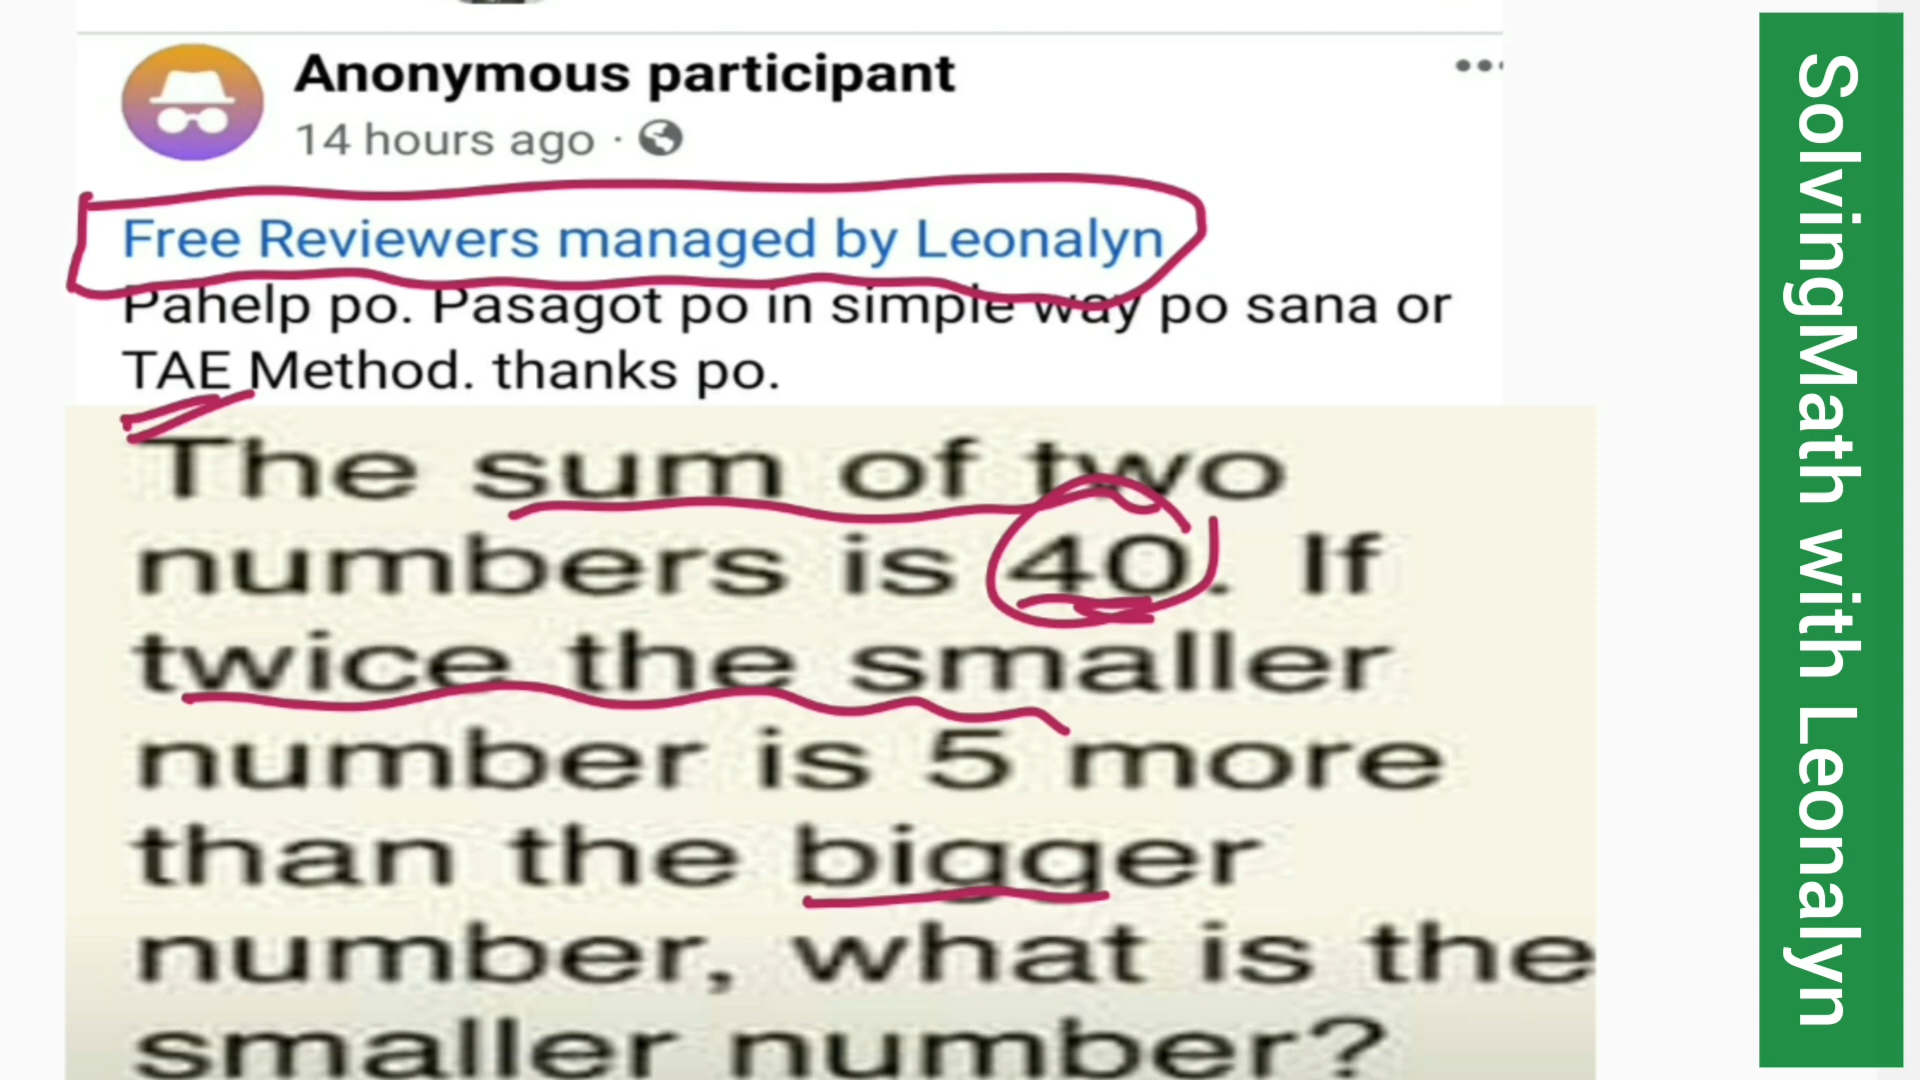 Anonymous participant
14 hours ago ·
Free Reviewers managed by Leonalyn
Pahelp po. Pasagot po in simple way po sana or
TAE Method. thanks po.
The sum of two
numbers is 40. If
twice the smaller
number is 5 more
than the bigger
number, what is the
smaller number?
SolvingMath with Leonalyn